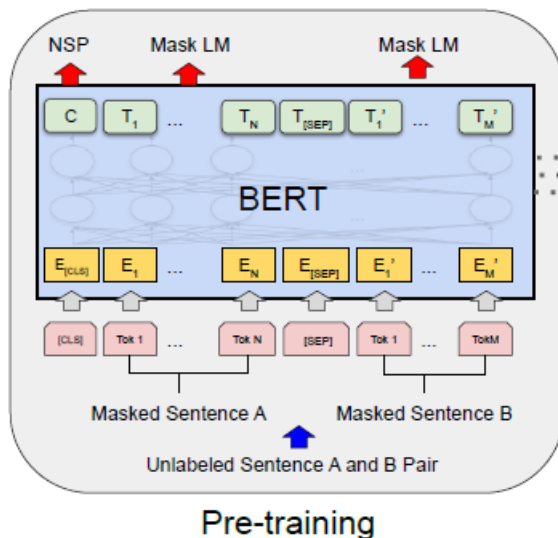 NSP Mask LM Mask LM
C T1 ... TN T[SEP] T1' ... TM'
BERT
E[CLS] E1 ... EN E[SEP] E1' ... EM'
[CLS] Tok 1 ... Tok N [SEP] Tok 1 ... TokM
Masked Sentence A Masked Sentence B
Unlabeled Sentence A and B Pair
Pre-training